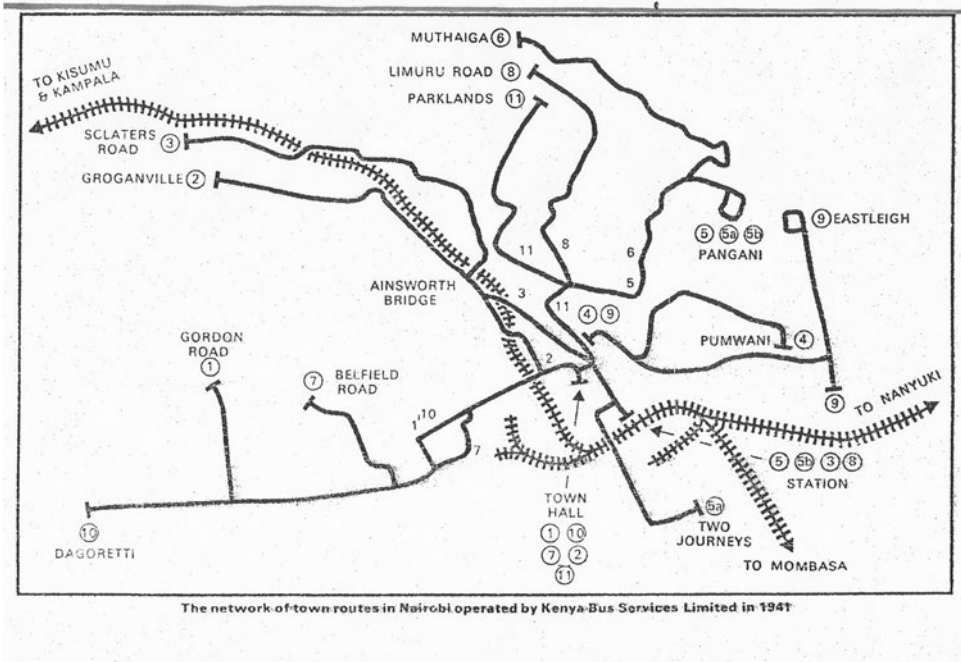 MUTHAIGA 6
LIMURU ROAD 8
PARKLANDS 11
TO KISUMU
& KAMPALA
SCLATERS
ROAD 3
GROGANVILLE 2
5 5a 5b
PANGANI
9 EASTLEIGH
11
8
6
5
AINSWORTH
BRIDGE
3
11
4 9
PUMWANI 4
GORDON
ROAD
1
7 BELFIELD
ROAD
2
9
TO NANYUKI
1 10
7
5 5b 3 8
STATION
TOWN
HALL
1 10
7 2
11
5a
TWO
JOURNEYS
10
DAGORETTI
TO MOMBASA
The network of town routes in Nairobi operated by Kenya Bus Services Limited in 1941